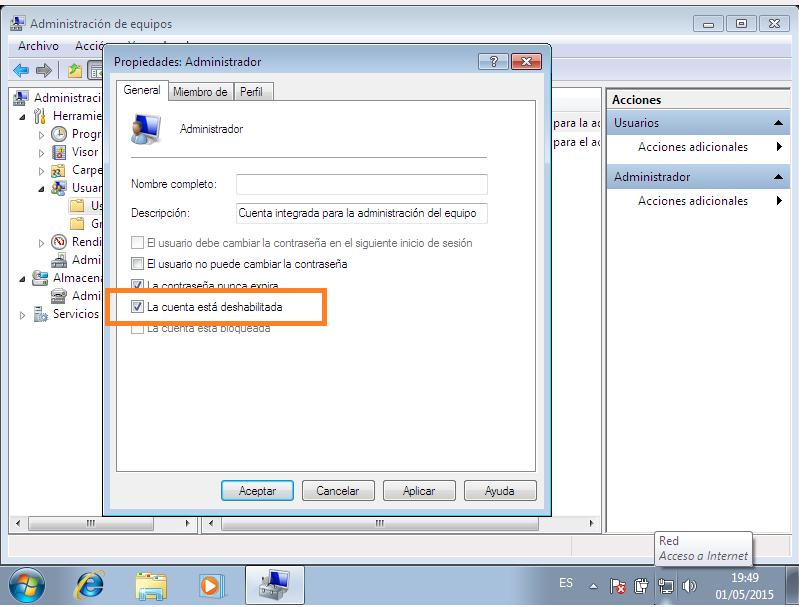 Administración de equipos
Archivo Acció
Propiedades: Administrador
General Miembro de Perfil
Administrador
Nombre completo:
Descripción: Cuenta integrada para la administración del equipo
El usuario debe cambiar la contraseña en el siguiente inicio de sesión
El usuario no puede cambiar la contraseña
La contraseña nunca expira
La cuenta está deshabilitada
La cuenta está bloqueada
Aceptar Cancelar Aplicar Ayuda
Administraci
Herramie
Progr
Visor
Carpe
Usuar
Us
Gr
Rendi
Admi
Almacena
Admi
Servicios
para la ad
para el ac
Acciones
Usuarios
Acciones adicionales
Administrador
Acciones adicionales
Red
Acceso a Internet
ES
19:49
01/05/2015